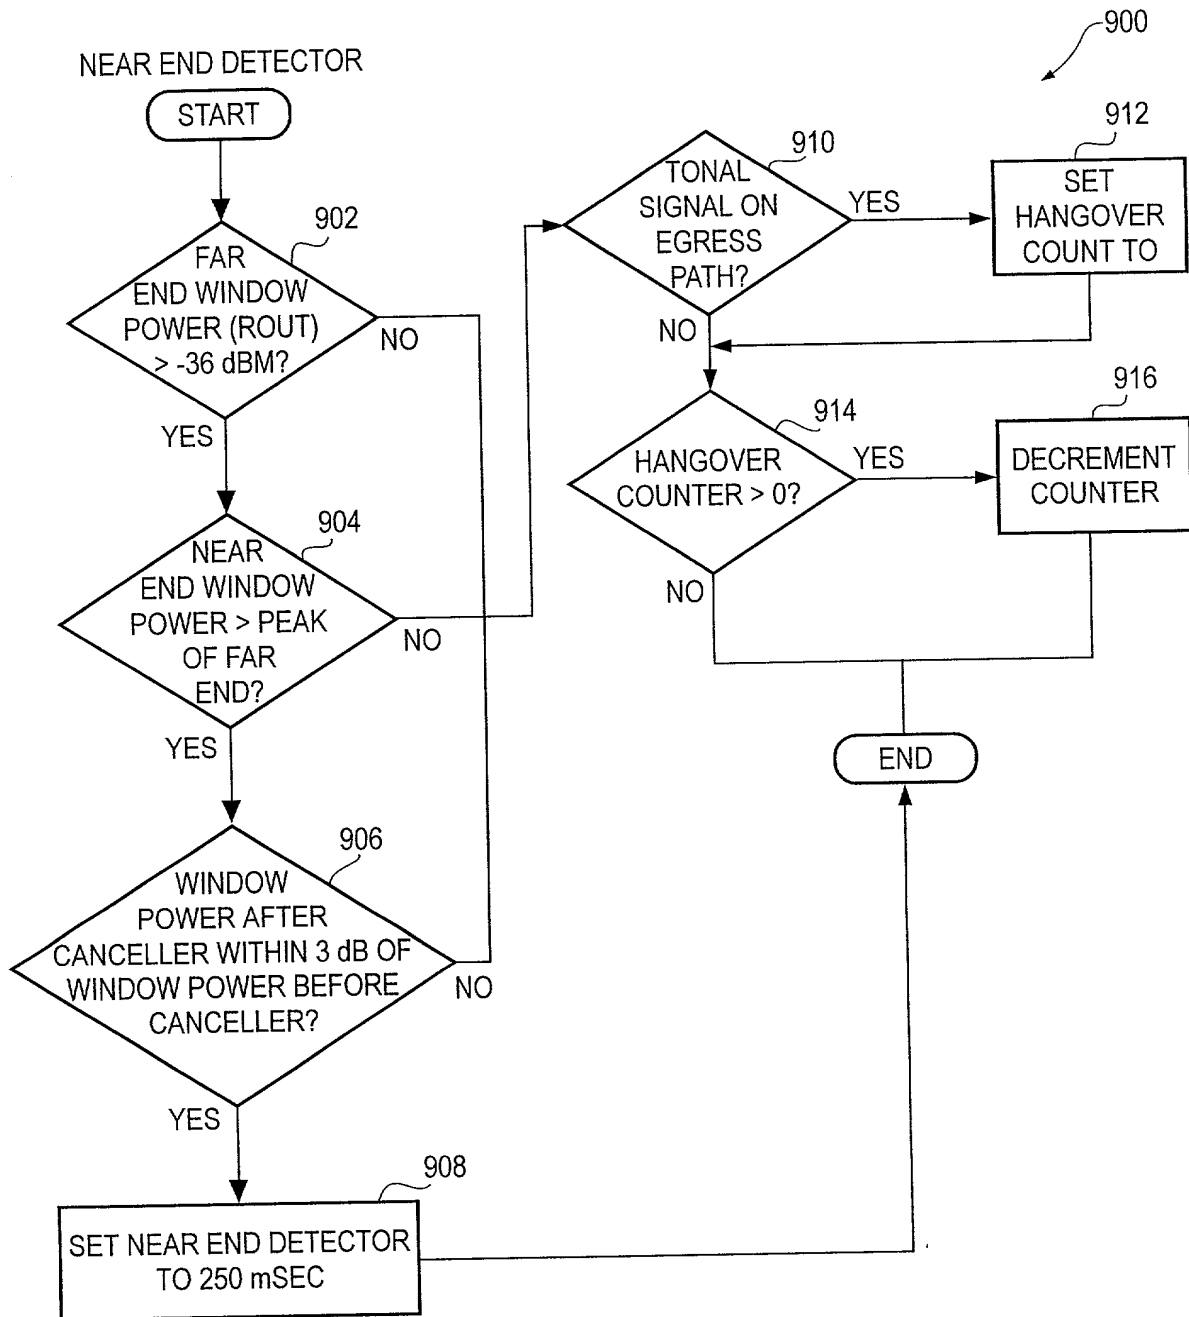 900
NEAR END DETECTOR
START
902
FAR
END WINDOW
POWER (ROUT)
> -36 dBM?
NO
YES
904
NEAR
END WINDOW
POWER > PEAK
OF FAR
END?
NO
YES
906
WINDOW
POWER AFTER
CANCELLER WITHIN 3 dB OF
WINDOW POWER BEFORE
CANCELLER?
NO
YES
908
SET NEAR END DETECTOR
TO 250 mSEC
910
TONAL
SIGNAL ON
EGRESS
PATH?
YES
NO
912
SET
HANGOVER
COUNT TO
914
HANGOVER
COUNTER > 0?
YES
NO
916
DECREMENT
COUNTER
END